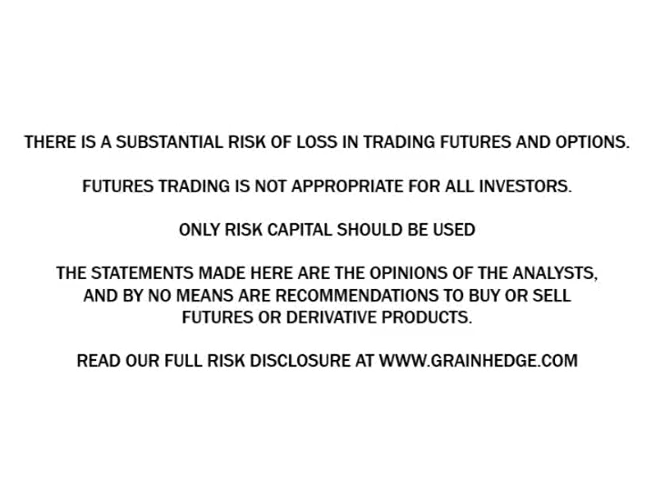 THERE IS A SUBSTANTIAL RISK OF LOSS IN TRADING FUTURES AND OPTIONS.
FUTURES TRADING IS NOT APPROPRIATE FOR ALL INVESTORS.
ONLY RISK CAPITAL SHOULD BE USED
THE STATEMENTS MADE HERE ARE THE OPINIONS OF THE ANALYSTS,
AND BY NO MEANS ARE RECOMMENDATIONS TO BUY OR SELL
FUTURES OR DERIVATIVE PRODUCTS.
READ OUR FULL RISK DISCLOSURE AT WWW.GRAINHEDGE.COM